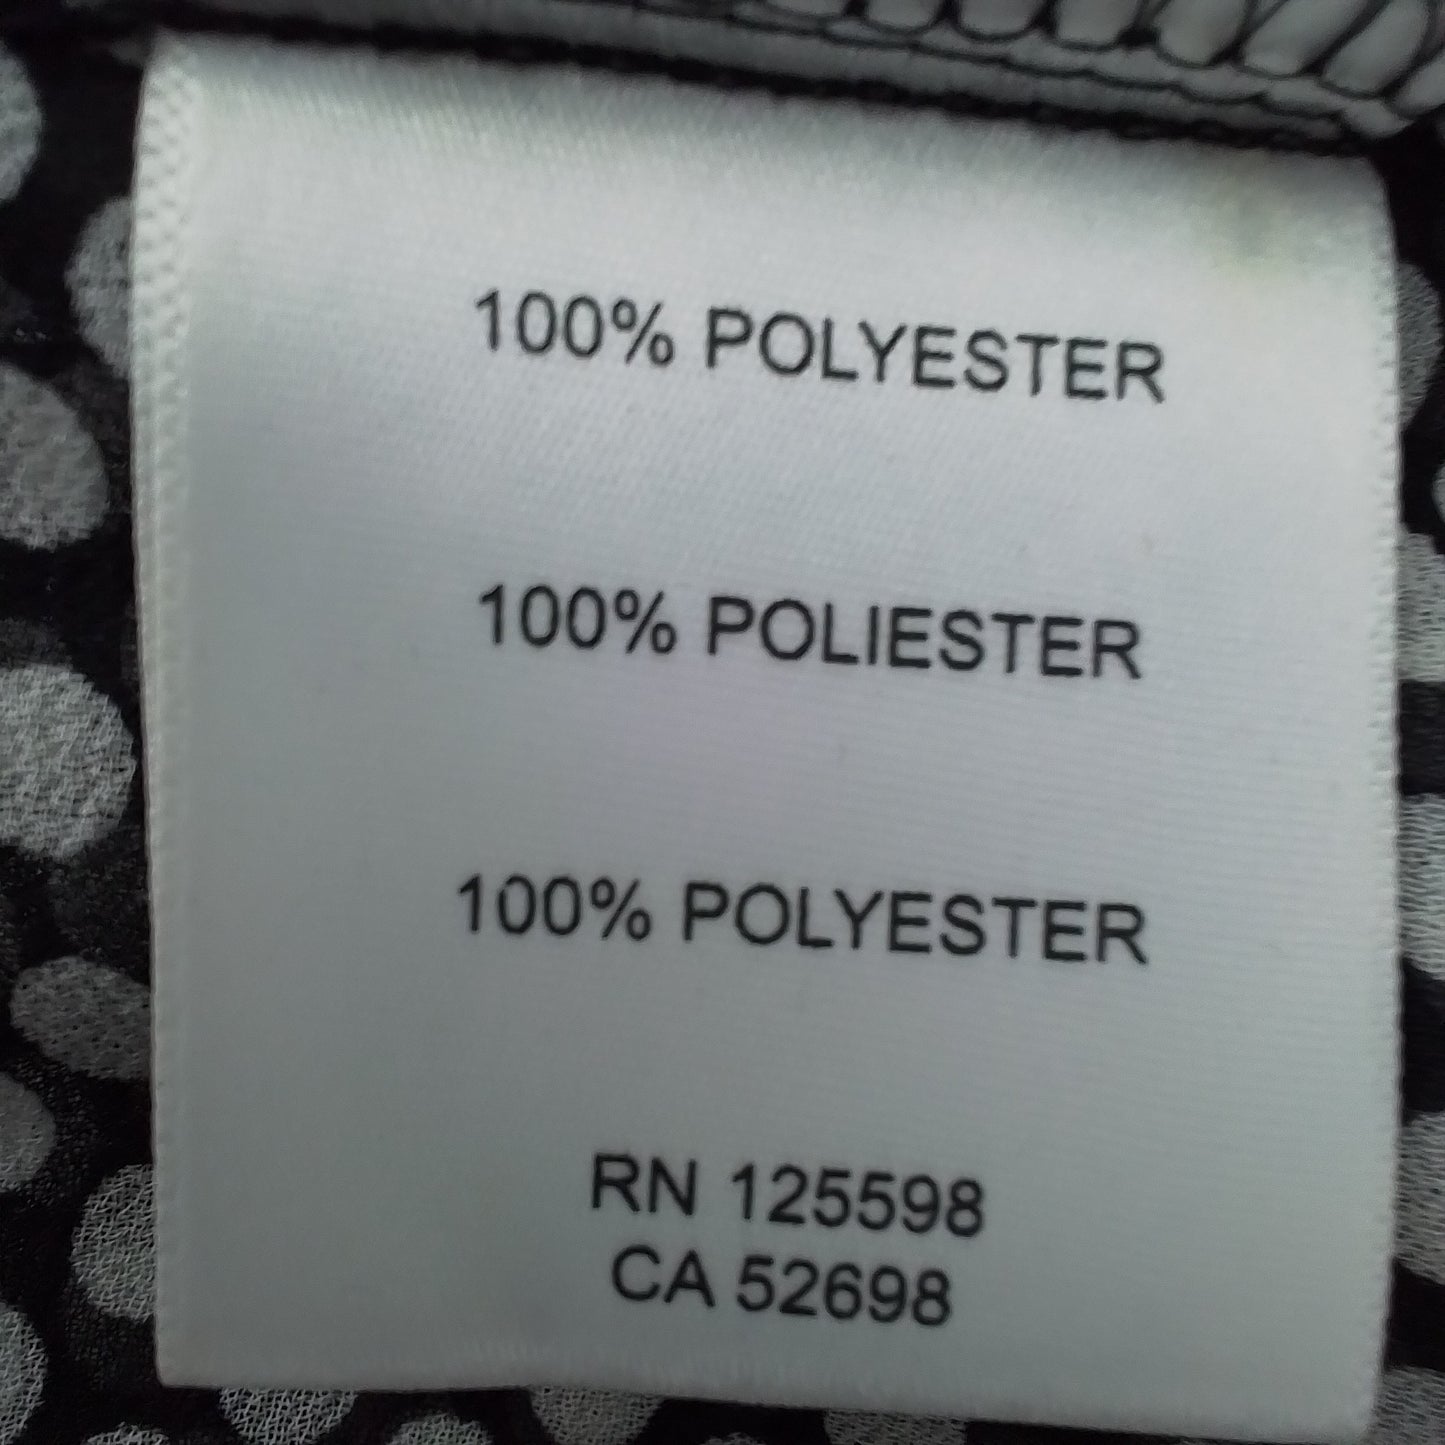 100% POLYESTER
100% POLIESTER
100% POLYESTER
RN 125598
CA 52698